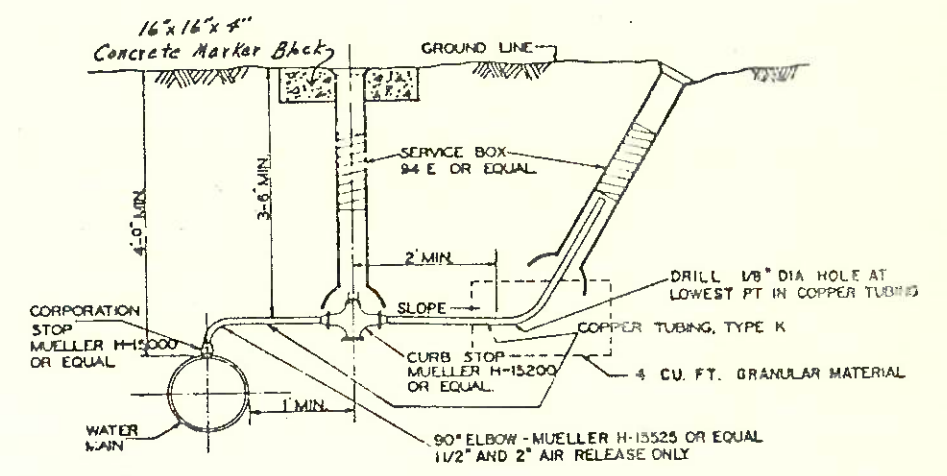 16"x16"x4"
Concrete Marker Block
GROUND LINE
SERVICE BOX
94 E OR EQUAL
4'-0" MIN.
3'-6" MIN.
2' MIN.
DRILL 1/8" DIA HOLE AT
LOWEST PT IN COPPER TUBING
SLOPE
CORPORATION
STOP
MUELLER H-15000
OR EQUAL
COPPER TUBING, TYPE K
CURB STOP
MUELLER H-15200
OR EQUAL.
4 CU. FT. GRANULAR MATERIAL
1' MIN.
WATER
MAIN
90° ELBOW - MUELLER H-15525 OR EQUAL
1 1/2" AND 2" AIR RELEASE ONLY